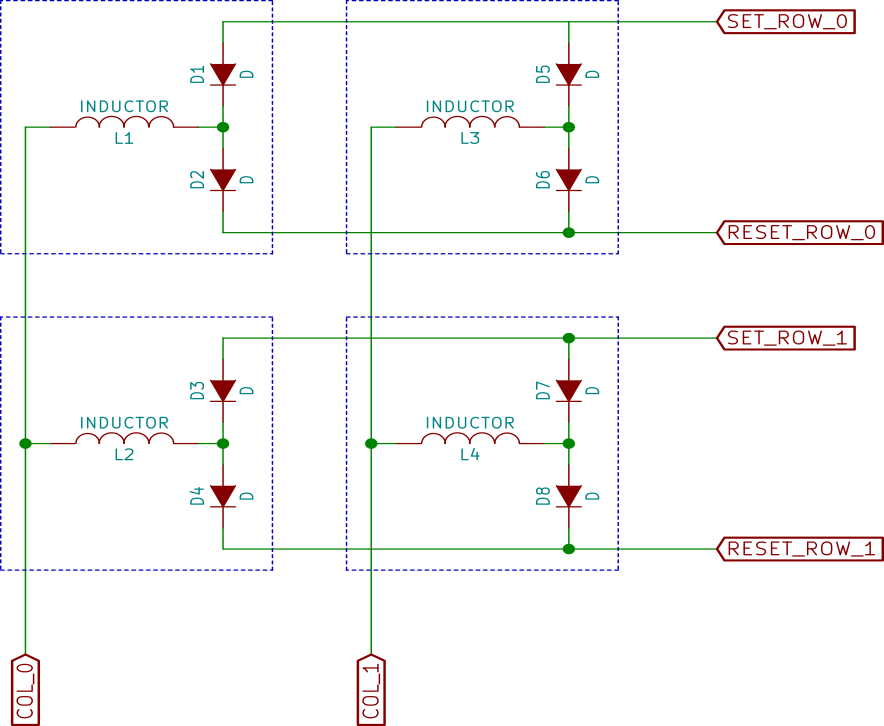 SET_ROW_0
D1
D
D5
D
INDUCTOR
INDUCTOR
L1
L3
D2
D
D6
D
RESET_ROW_0
SET_ROW_1
D3
D
D7
D
INDUCTOR
INDUCTOR
L2
L4
D4
D
D8
D
RESET_ROW_1
COL_0
COL_1